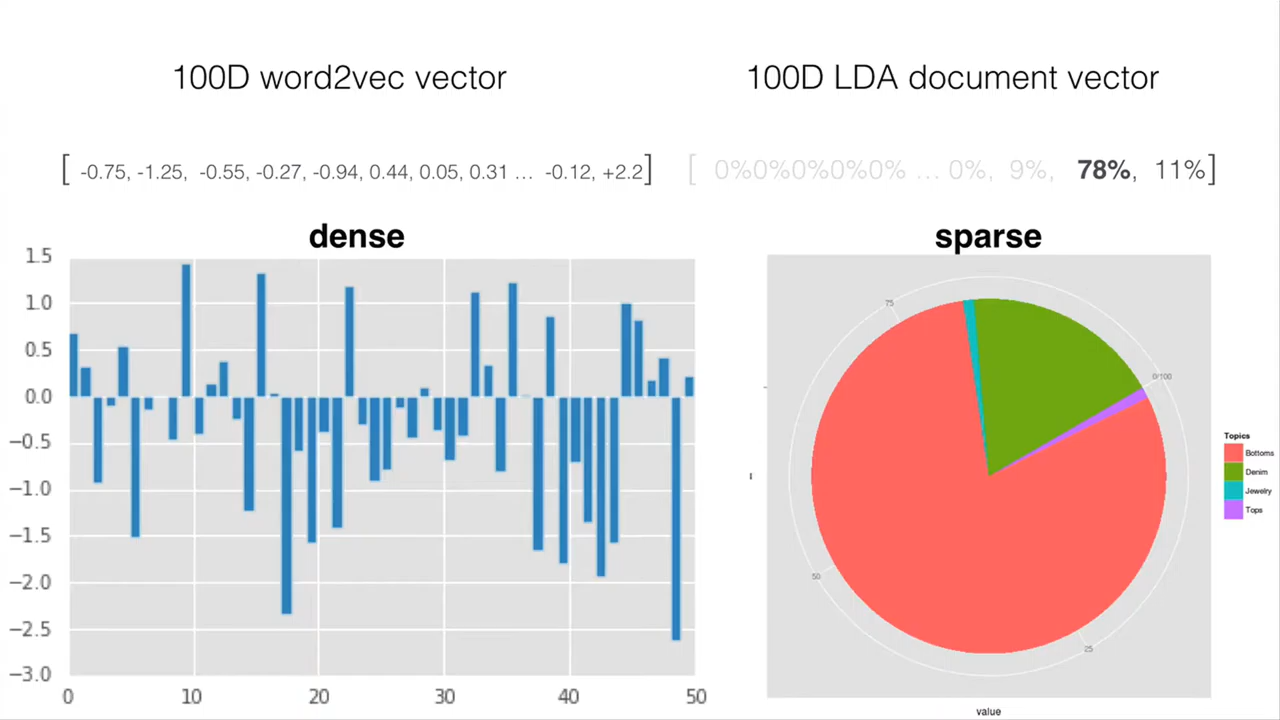 100D word2vec vector
100D LDA document vector
[ -0.75, -1.25, -0.55, -0.27, -0.94, 0.44, 0.05, 0.31 … -0.12, +2.2]
[ 0%0%0%0%0% … 0%, 9%, 78%, 11%]
dense
sparse
1.5
1.0
0.5
0.0
−0.5
−1.0
−1.5
−2.0
−2.5
−3.0
0 10 20 30 40 50
75
0/100
50
25
value
Topics
Bottoms
Denim
Jewelry
Tops